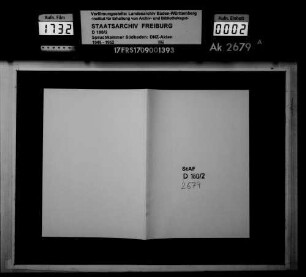 Aufn. Film:
1732
Verfilmungsstelle: Landesarchiv Baden-Württemberg
Institut für Erhaltung von Archiv- und Bibliotheksgut
STAATSARCHIV FREIBURG
D 180/2
Spruchkammer Südbaden: DNZ-Akten
17FR51709001393
Aufn. Einheit
0002
Ak 2679 A
StAF
D 180/2
2679